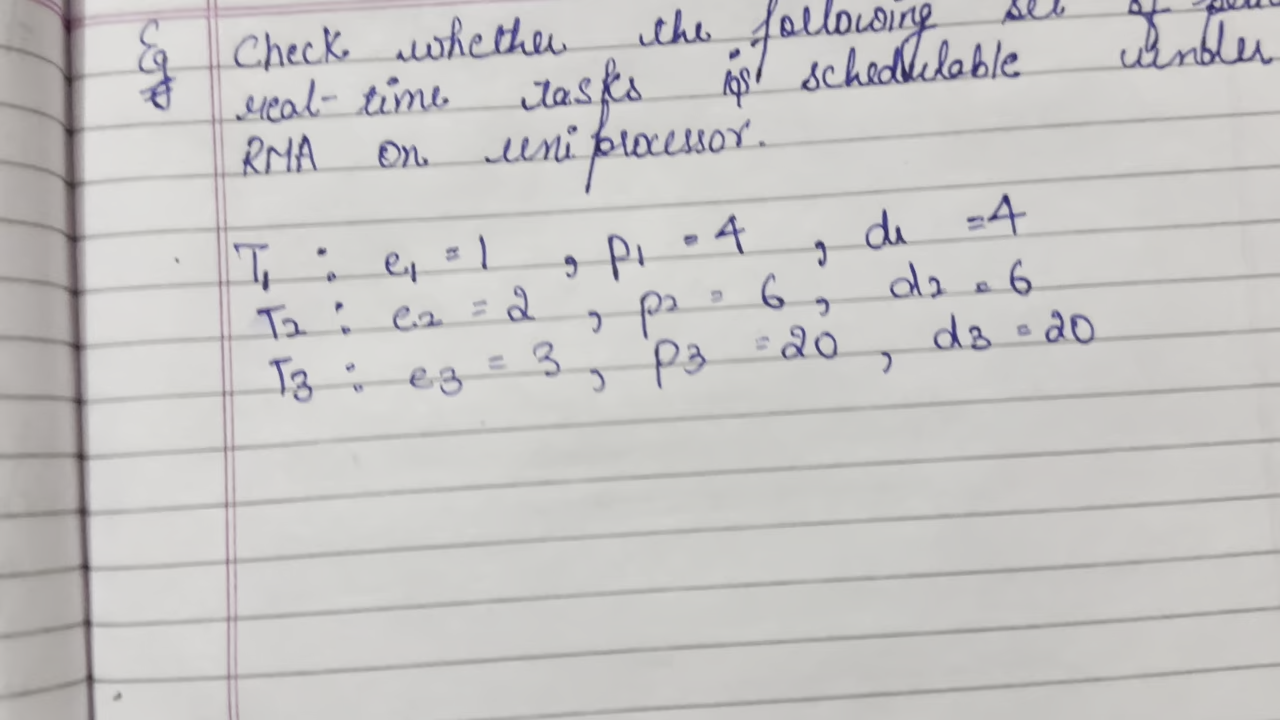 Eg Check whether the following set of
real-time tasks is schedulable under
RMA on uniprocessor.
T1 : e1 = 1 , p1 = 4 , d1 = 4
T2 : e2 = 2 , p2 = 6 , d2 = 6
T3 : e3 = 3 , p3 = 20 , d3 = 20